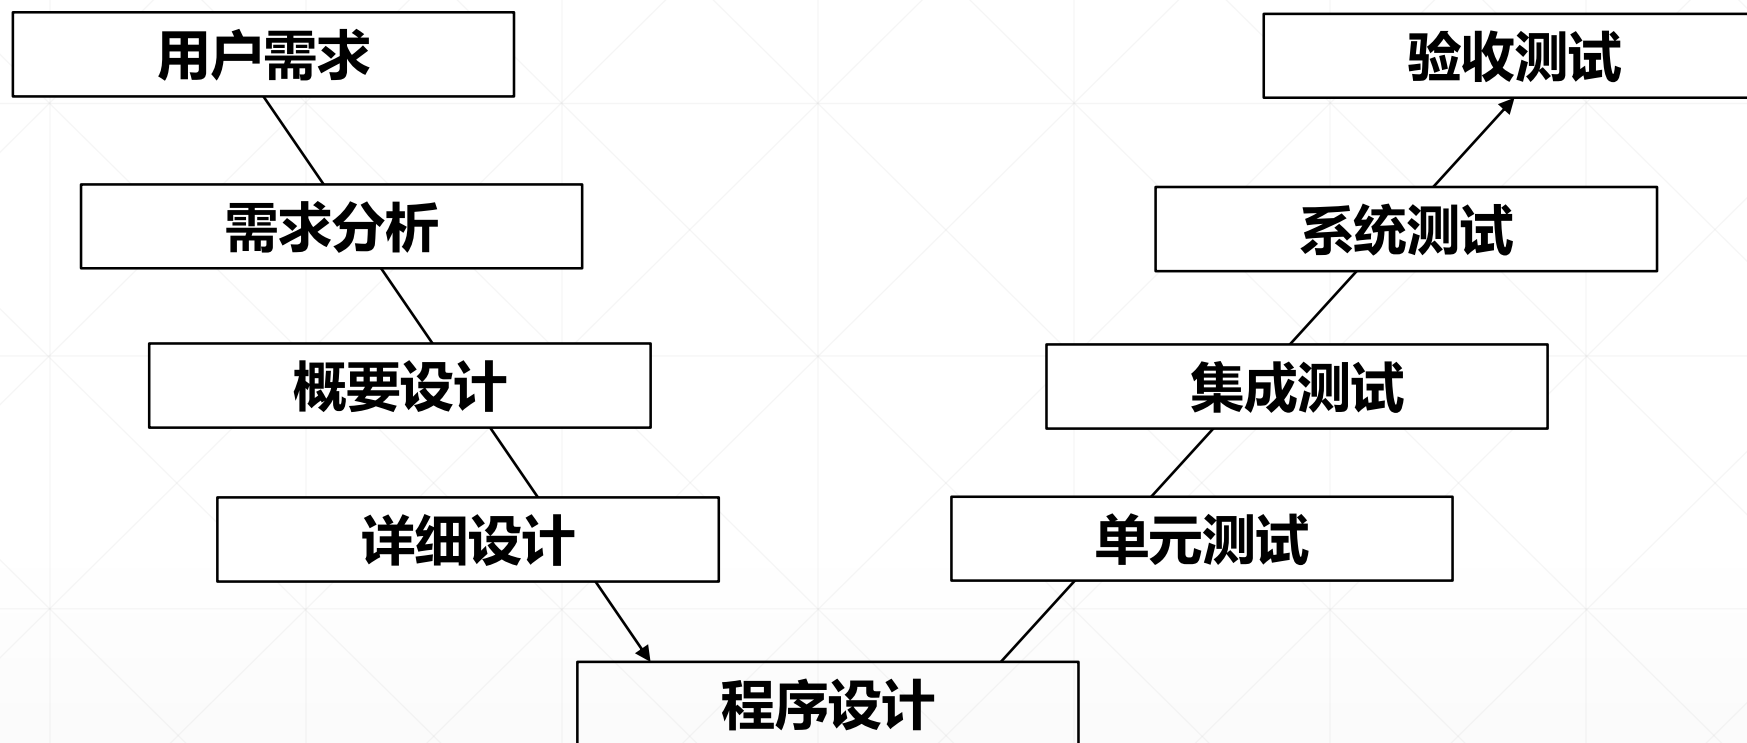 用户需求
验收测试
需求分析
系统测试
概要设计
集成测试
详细设计
单元测试
程序设计